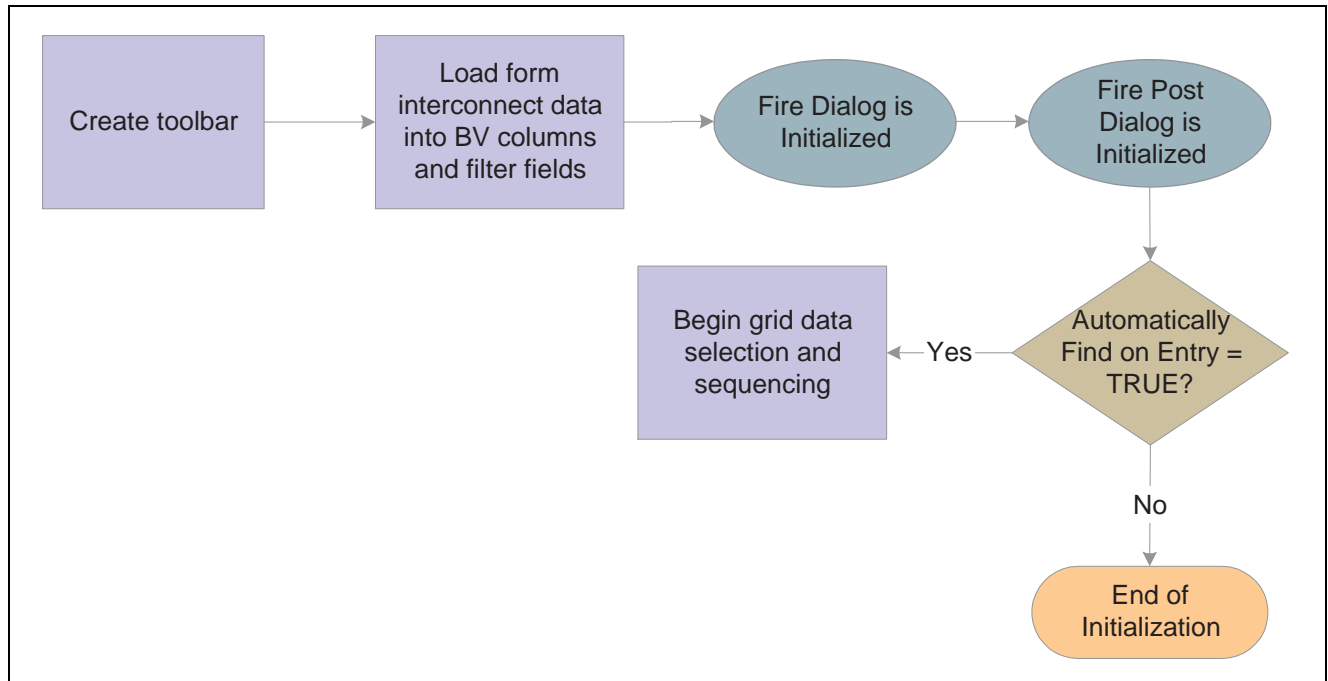 Create toolbar
Load form
interconnect data
into BV columns
and filter fields
Fire Dialog is
Initialized
Fire Post
Dialog is
Initialized
Automatically
Find on Entry =
TRUE?
Yes
Begin grid data
selection and
sequencing
No
End of
Initialization